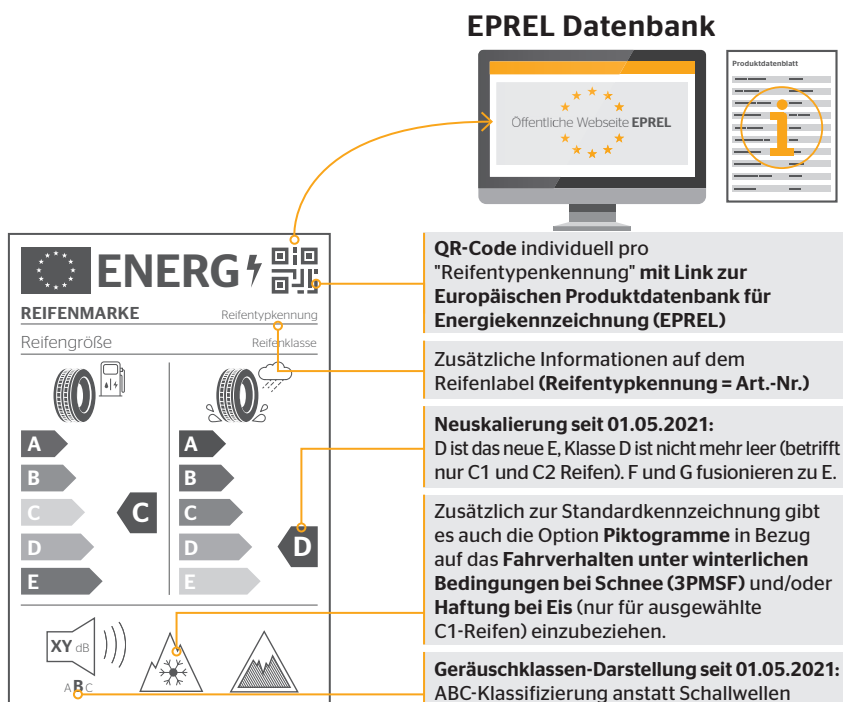 EPREL Datenbank
Öffentliche Webseite EPREL
Produktdatenblatt
ENERG
REIFENMARKE Reifentypkennung
Reifengröße Reifenklasse
A
B
C
D
E
C
A
B
C
D
E
D
XY dB
ABC
QR-Code individuell pro
"Reifentypenkennung" mit Link zur
Europäischen Produktdatenbank für
Energiekennzeichnung (EPREL)
Zusätzliche Informationen auf dem
Reifenlabel (Reifentypkennung = Art.-Nr.)
Neuskalierung seit 01.05.2021:
D ist das neue E, Klasse D ist nicht mehr leer (betrifft
nur C1 und C2 Reifen). F und G fusionieren zu E.
Zusätzlich zur Standardkennzeichnung gibt
es auch die Option Piktogramme in Bezug
auf das Fahrverhalten unter winterlichen
Bedingungen bei Schnee (3PMSF) und/oder
Haftung bei Eis (nur für ausgewählte
C1-Reifen) einzubeziehen.
Geräuschklassen-Darstellung seit 01.05.2021:
ABC-Klassifizierung anstatt Schallwellen